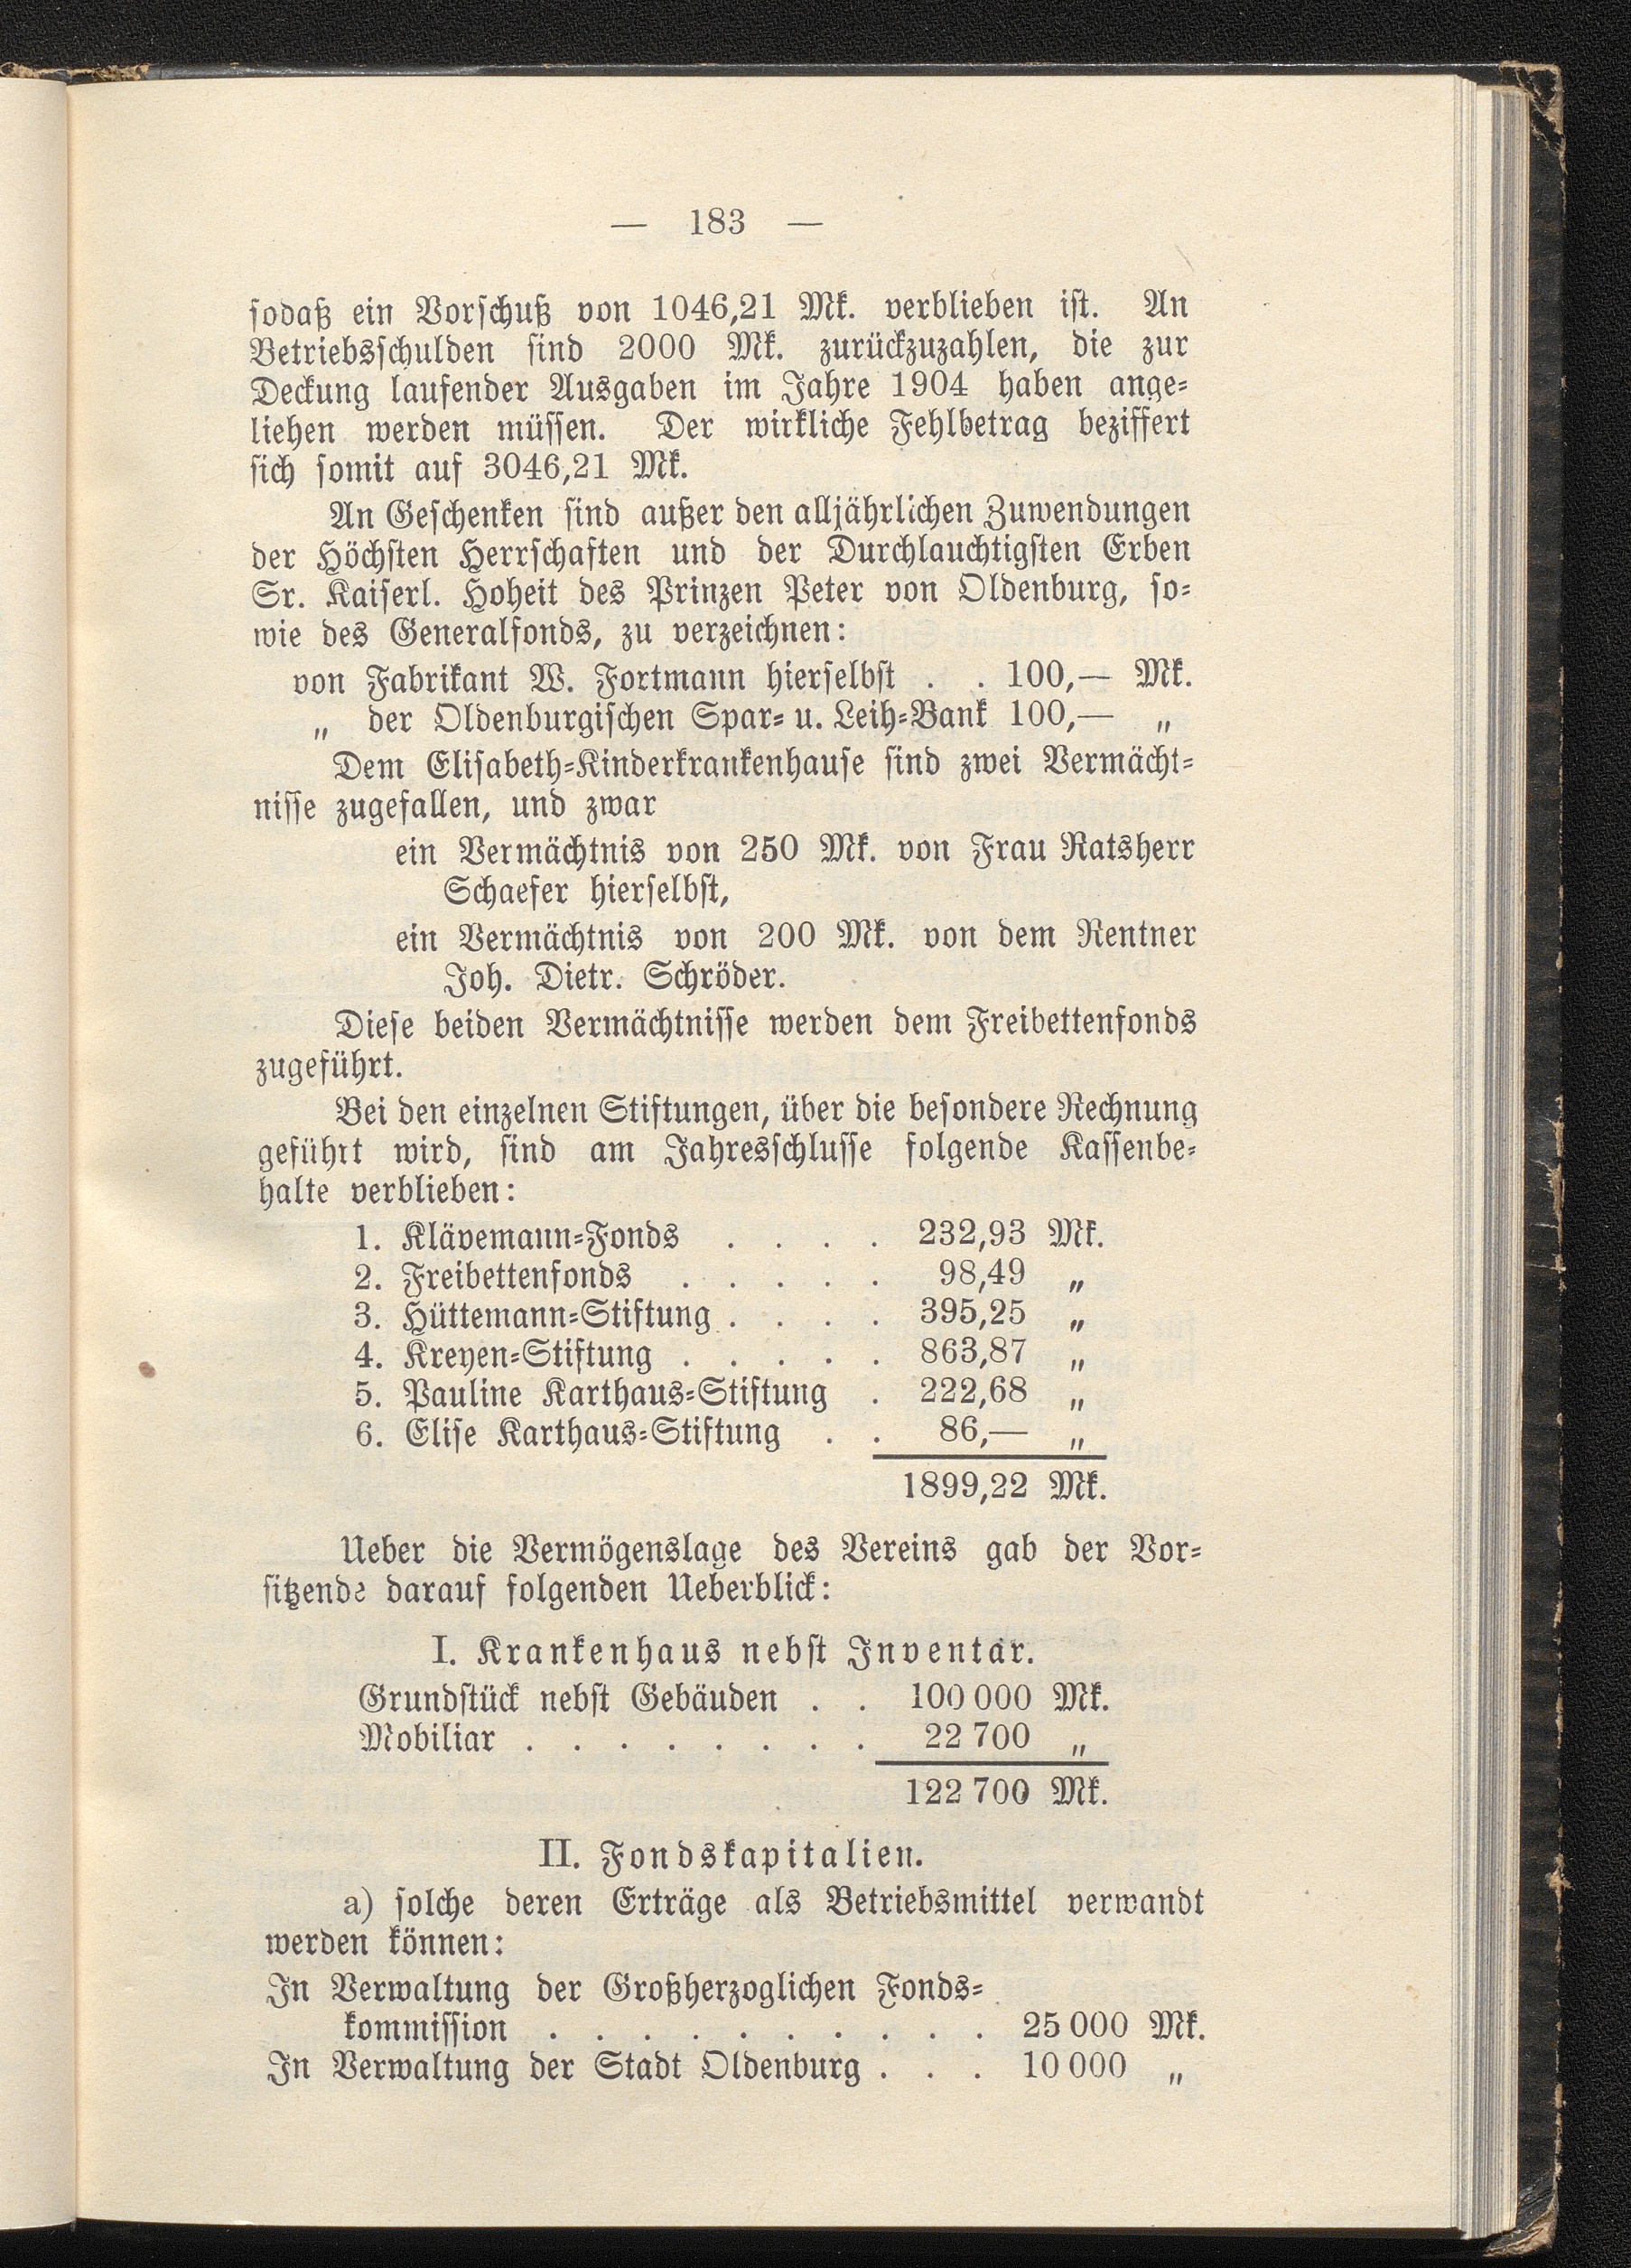 — 183 —
sodaß ein Vorschuß von 1046,21 Mk. verblieben ist. An
Betriebsschulden sind 2000 Mk. zurückzuzahlen, die zur
Deckung laufender Ausgaben im Jahre 1904 haben ange-
liehen werden müssen. Der wirkliche Fehlbetrag beziffert
sich somit auf 3046,21 Mk.
An Geschenken sind außer den alljährlichen Zuwendungen
der Höchsten Herrschaften und der Durchlauchtigsten Erben
Sr. Kaiserl. Hoheit des Prinzen Peter von Oldenburg, so-
wie des Generalfonds, zu verzeichnen:
von Fabrikant W. Fortmann hierselbst . . 100,— Mk.
„ der Oldenburgischen Spar- u. Leih-Bank 100,— „
Dem Elisabeth-Kinderkrankenhause sind zwei Vermächt-
nisse zugefallen, und zwar
ein Vermächtnis von 250 Mk. von Frau Ratsherr
Schaefer hierselbst,
ein Vermächtnis von 200 Mk. von dem Rentner
Joh. Dietr. Schröder.
Diese beiden Vermächtnisse werden dem Freibettenfonds
zugeführt.
Bei den einzelnen Stiftungen, über die besondere Rechnung
geführt wird, sind am Jahresschlusse folgende Kassenbe-
halte verblieben:
1. Klävemann-Fonds . . . . 232,93 Mk.
2. Freibettenfonds . . . . . 98,49 „
3. Hüttemann-Stiftung . . . . 395,25 „
4. Kreyen-Stiftung . . . . . 863,87 „
5. Pauline Karthaus-Stiftung . 222,68 „
6. Elise Karthaus-Stiftung . . 86,— „
1899,22 Mk.
Ueber die Vermögenslage des Vereins gab der Vor-
sitzende darauf folgenden Ueberblick:
I. Krankenhaus nebst Inventar.
Grundstück nebst Gebäuden . . 100 000 Mk.
Mobiliar . . . . . . . . 22 700 „
122 700 Mk.
II. Fondskapitalien.
a) solche deren Erträge als Betriebsmittel verwandt
werden können:
In Verwaltung der Großherzoglichen Fonds-
kommission . . . . . . . . . . 25 000 Mk.
In Verwaltung der Stadt Oldenburg . . . 10 000 „